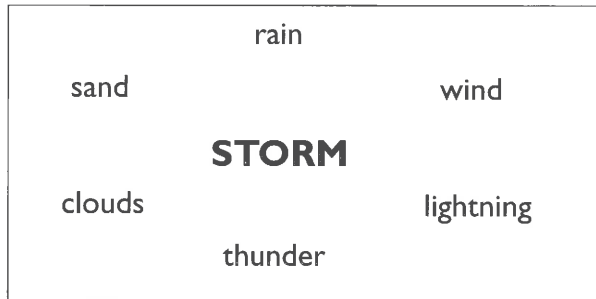 rain
sand
wind
STORM
clouds
lightning
thunder